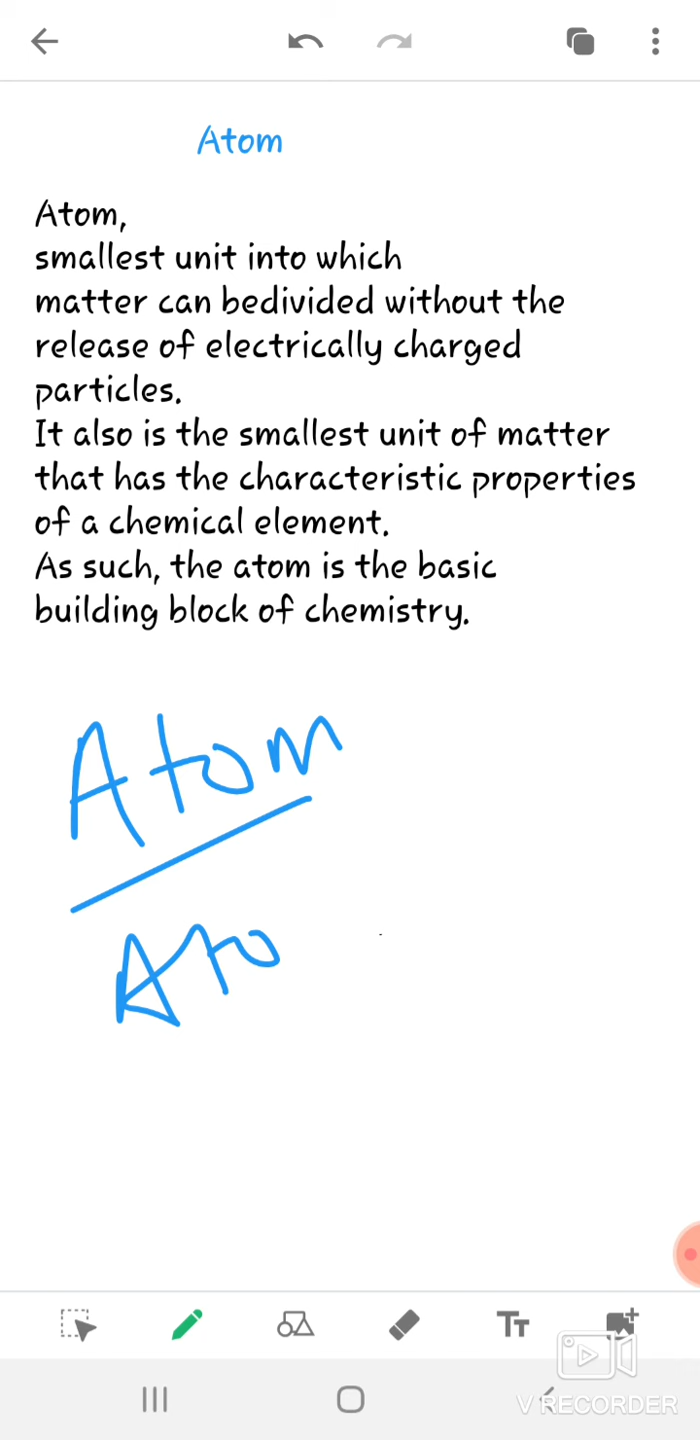 Atom
Atom,
smallest unit into which
matter can bedivided without the
release of electrically charged
particles.
It also is the smallest unit of matter
that has the characteristic properties
of a chemical element.
As such, the atom is the basic
building block of chemistry.
Atom
Ato
TT
V RECORDER